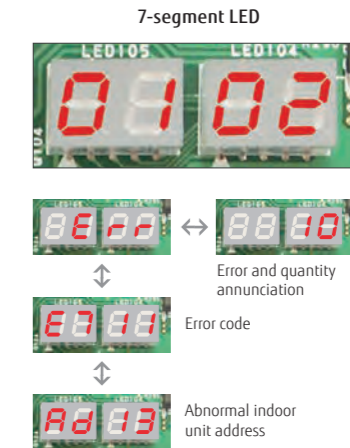 7-segment LED
LED105 LED104
01 02
Err 10
Error and quantity
annunciation
E7 11 Error code
Ad 13 Abnormal indoor
unit address